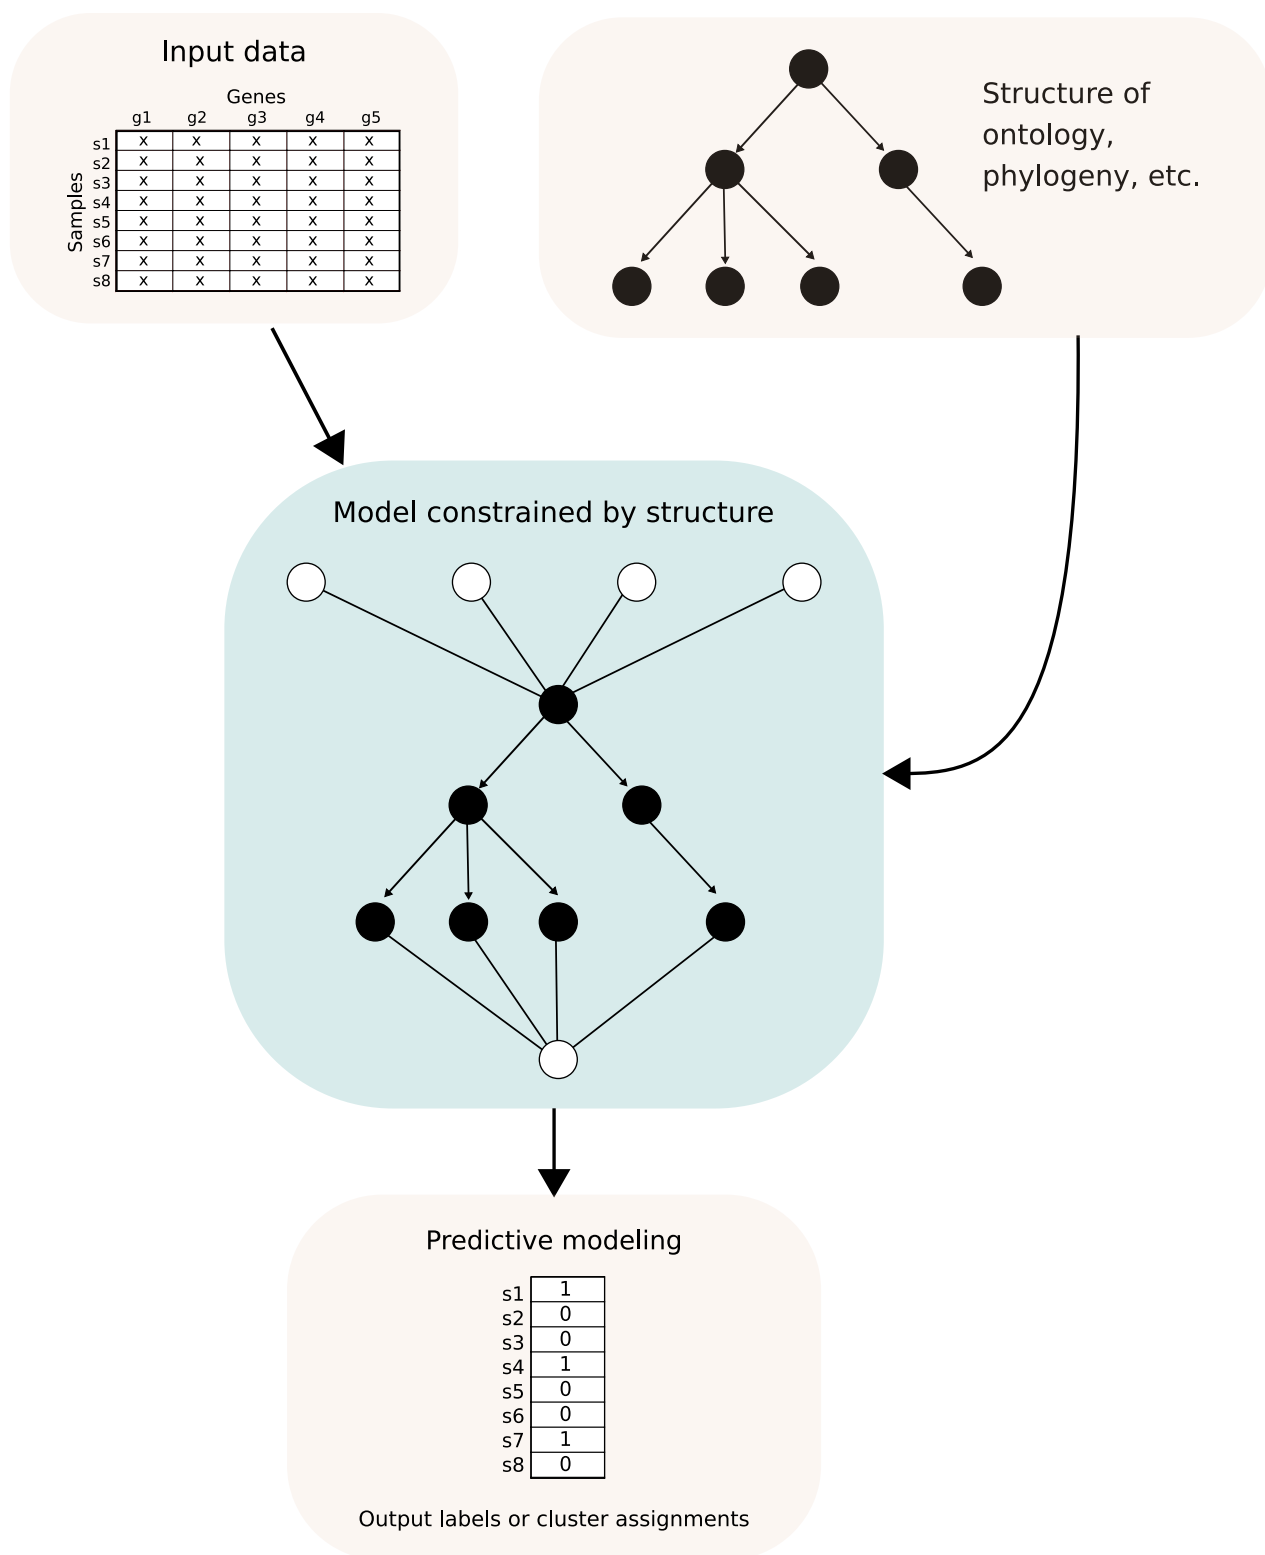 Input data
Genes
g1 g2 g3 g4 g5
Samples
s1 x x x x x
s2 x x x x x
s3 x x x x x
s4 x x x x x
s5 x x x x x
s6 x x x x x
s7 x x x x x
s8 x x x x x
Structure of
ontology,
phylogeny, etc.
Model constrained by structure
Predictive modeling
s1 1
s2 0
s3 0
s4 1
s5 0
s6 0
s7 1
s8 0
Output labels or cluster assignments